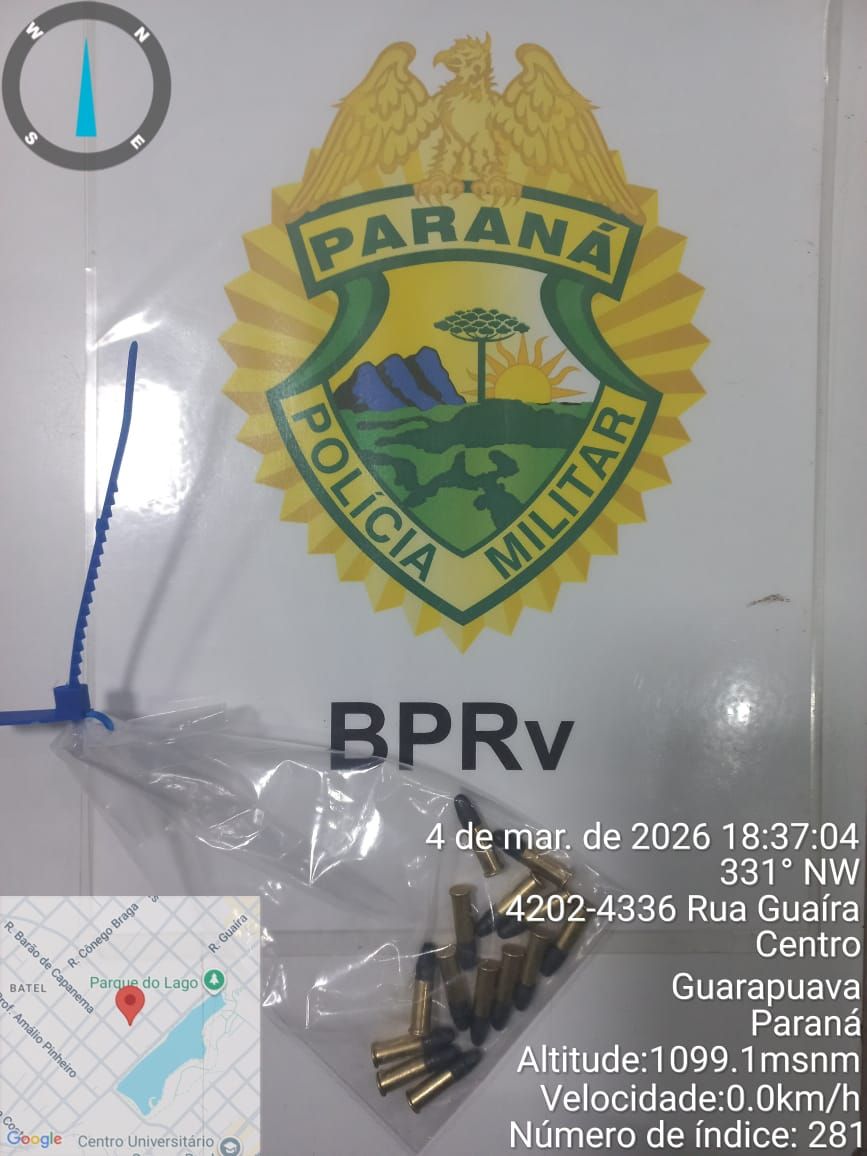 N
W
S
E
PARANÁ
POLÍCIA MILITAR
BPRv
4 de mar. de 2026 18:37:04
331° NW
4202-4336 Rua Guaíra
Centro
Guarapuava
Paraná
Altitude:1099.1msnm
Velocidade:0.0km/h
Número de índice: 281
R. Cônego Braga
R. Guaíra
R. Barão de Capanema
Parque do Lago
BATEL
Prof. Amálio Pinheiro
Google
Centro Universitário